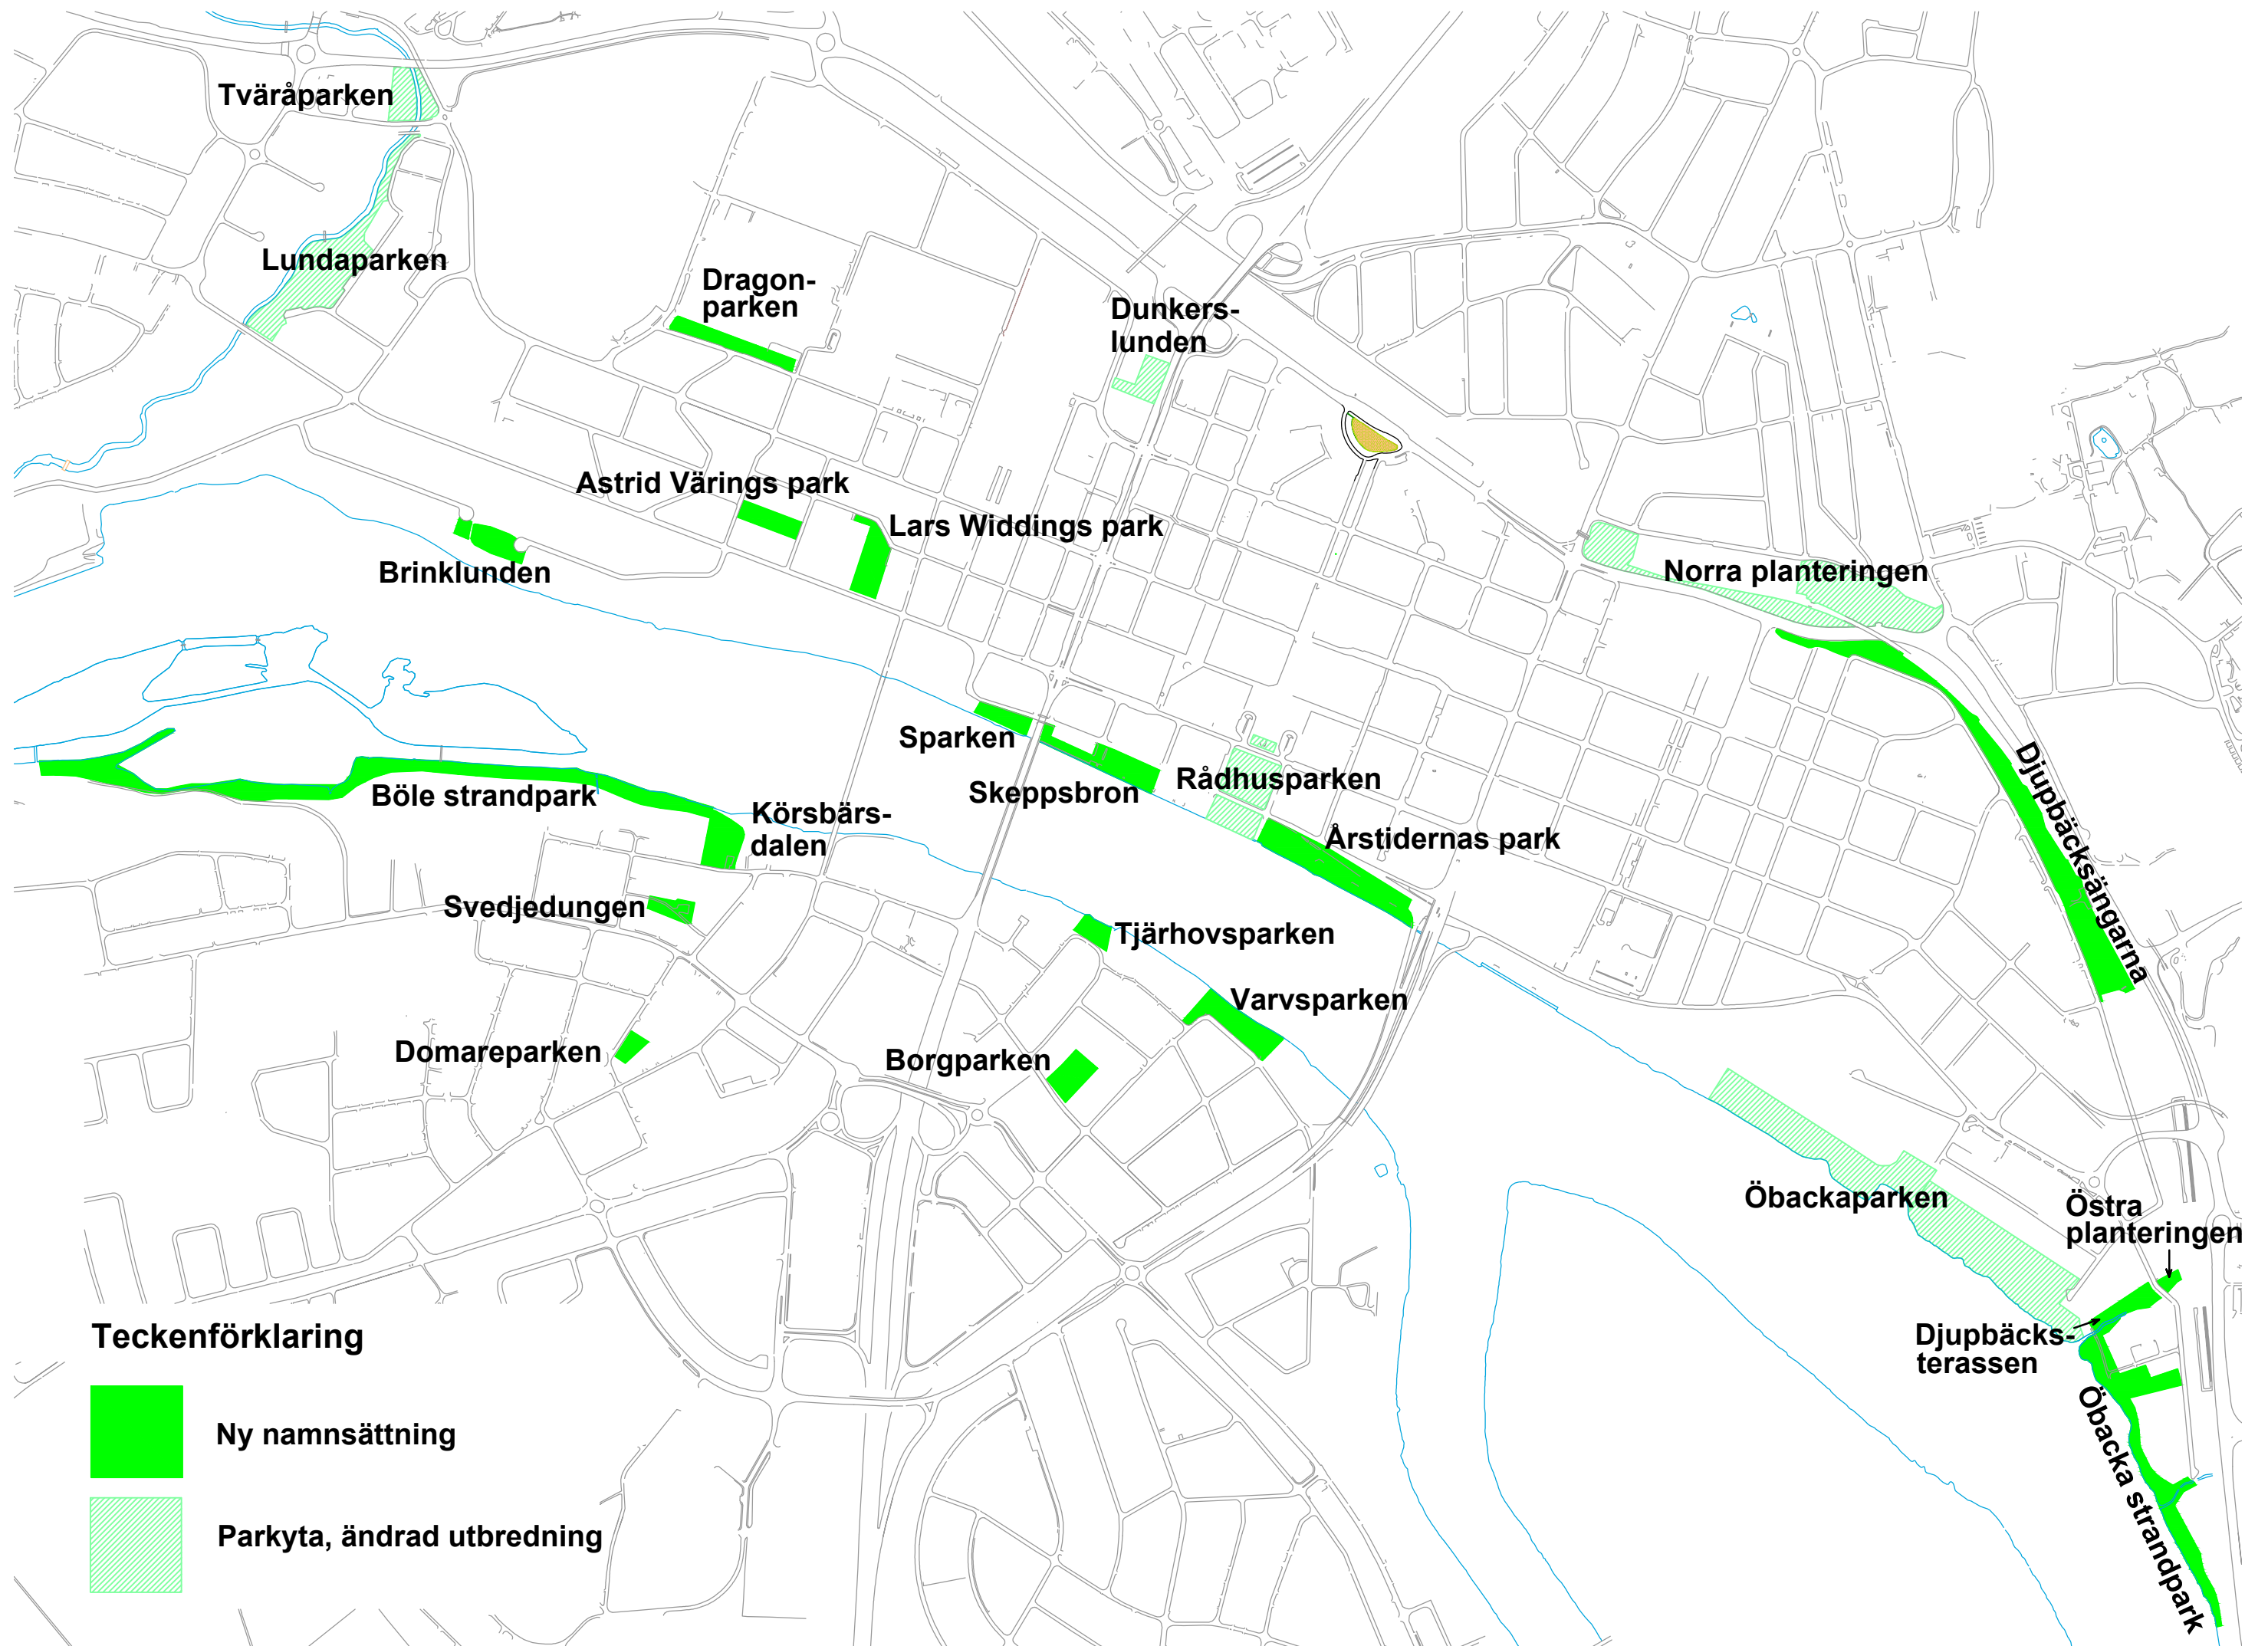 Tväråparken
Lundaparken
Dragon-
parken
Dunkers-
lunden
Astrid Värings park
Lars Widdings park
Brinklunden
Norra planteringen
Sparken
Skeppsbron
Rådhusparken
Årstidernas park
Djupbäcksängarna
Böle strandpark
Körsbärs-
dalen
Svedjedungen
Tjärhovsparken
Varvsparken
Domareparken
Borgparken
Öbackaparken
Östra
planteringen
Djupbäcks-
terassen
Öbacka strandpark
Teckenförklaring
Ny namnsättning
Parkyta, ändrad utbredning